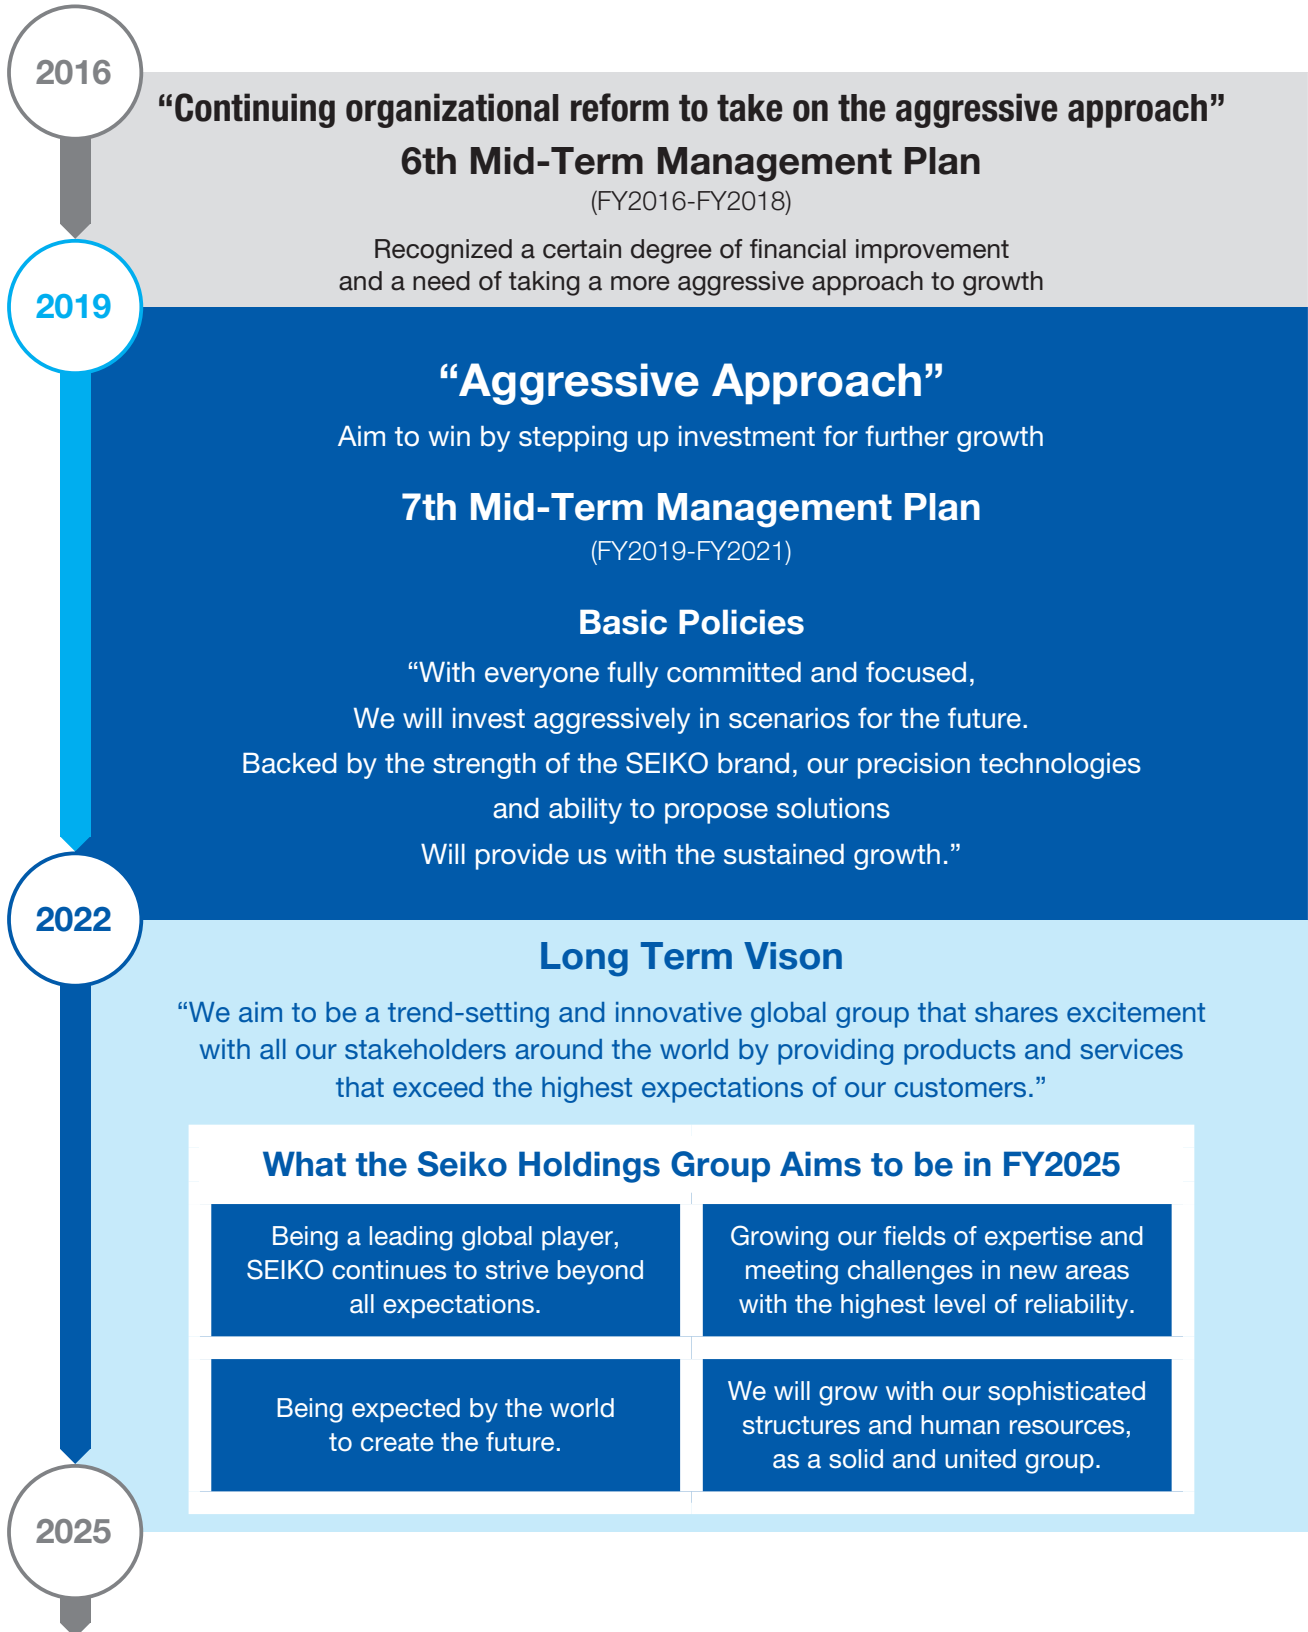 2016
“Continuing organizational reform to take on the aggressive approach”
6th Mid-Term Management Plan
(FY2016-FY2018)
Recognized a certain degree of financial improvement
and a need of taking a more aggressive approach to growth
2019
“Aggressive Approach”
Aim to win by stepping up investment for further growth
7th Mid-Term Management Plan
(FY2019-FY2021)
Basic Policies
“With everyone fully committed and focused,
We will invest aggressively in scenarios for the future.
Backed by the strength of the SEIKO brand, our precision technologies
and ability to propose solutions
Will provide us with the sustained growth.”
2022
Long Term Vison
“We aim to be a trend-setting and innovative global group that shares excitement
with all our stakeholders around the world by providing products and services
that exceed the highest expectations of our customers.”
What the Seiko Holdings Group Aims to be in FY2025
Being a leading global player,
SEIKO continues to strive beyond
all expectations.
Growing our fields of expertise and
meeting challenges in new areas
with the highest level of reliability.
Being expected by the world
to create the future.
We will grow with our sophisticated
structures and human resources,
as a solid and united group.
2025